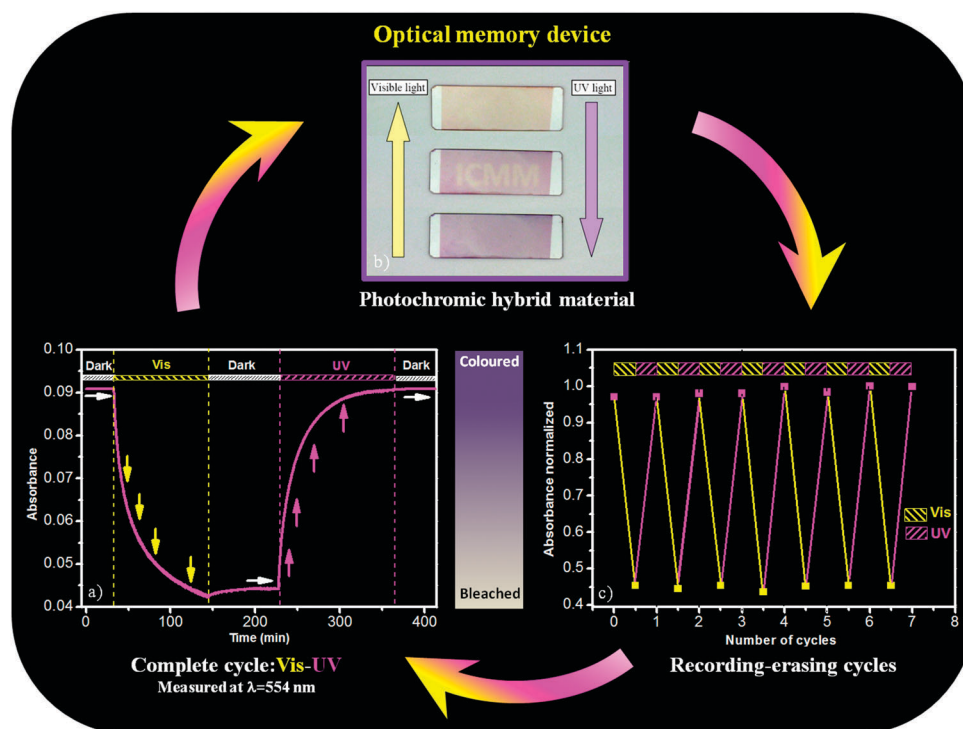 Optical memory device
Visible light
UV light
ICMM
b)
Photochromic hybrid material
0.10
0.09
0.08
0.07
0.06
0.05
0.04
Absorbance
Dark
Vis
Dark
UV
Dark
a)
0
100
200
300
400
Time (min)
Complete cycle:Vis-UV
Measured at λ=554 nm
Coloured
Bleached
1.1
1.0
0.9
0.8
0.7
0.6
0.5
0.4
Absorbance normalized
Vis
UV
c)
0
1
2
3
4
5
6
7
8
Number of cycles
Recording-erasing cycles